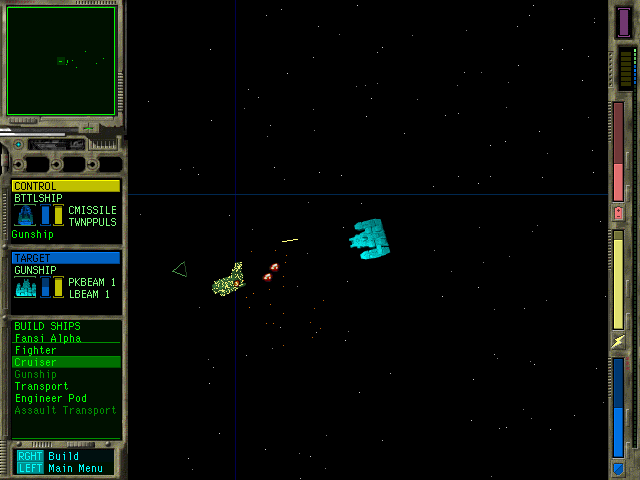 CONTROL
BTTLSHIP
CMISSILE
TWNPPULS
Gunship
TARGET
GUNSHIP
PKBEAM 1
LBEAM 1
BUILD SHIPS
Fansi Alpha
Fighter
Cruiser
Gunship
Transport
Engineer Pod
Assault Transport
RGHT Build
LEFT Main Menu